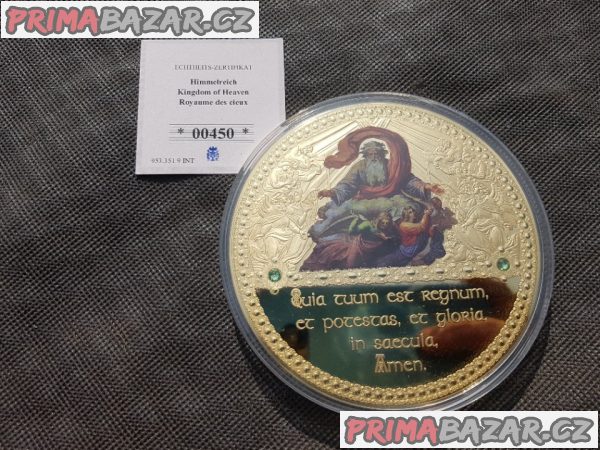 PRIMABAZAR.CZ
ECHTHEITS-ZERTIFIKAT
Himmelreich
Kingdom of Heaven
Royaume des cieux
* 00450 *
953.351.9 INT
Quia tuum est regnum,
et potestas, et gloria,
in saecula,
Amen.
PRIMABAZAR.CZ